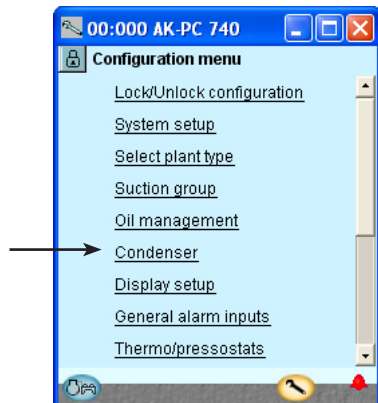 00:000 AK-PC 740
Configuration menu
Lock/Unlock configuration
System setup
Select plant type
Suction group
Oil management
Condenser
Display setup
General alarm inputs
Thermo/pressostats